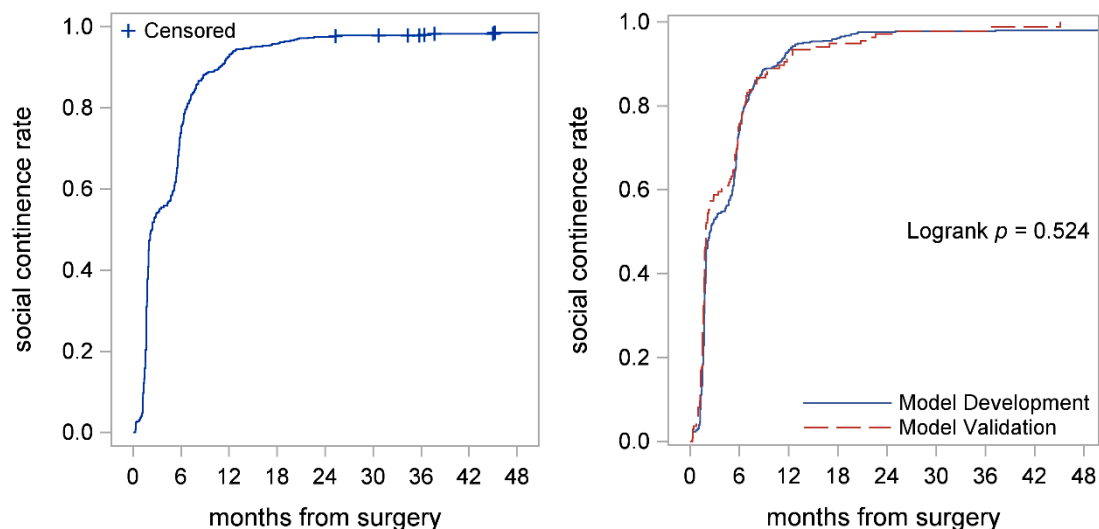 + Censored
1.0
0.8
0.6
0.4
0.2
0.0
social continence rate
0 6 12 18 24 30 36 42 48
months from surgery
1.0
0.8
0.6
0.4
0.2
0.0
social continence rate
Logrank p = 0.524
Model Development
Model Validation
0 6 12 18 24 30 36 42 48
months from surgery